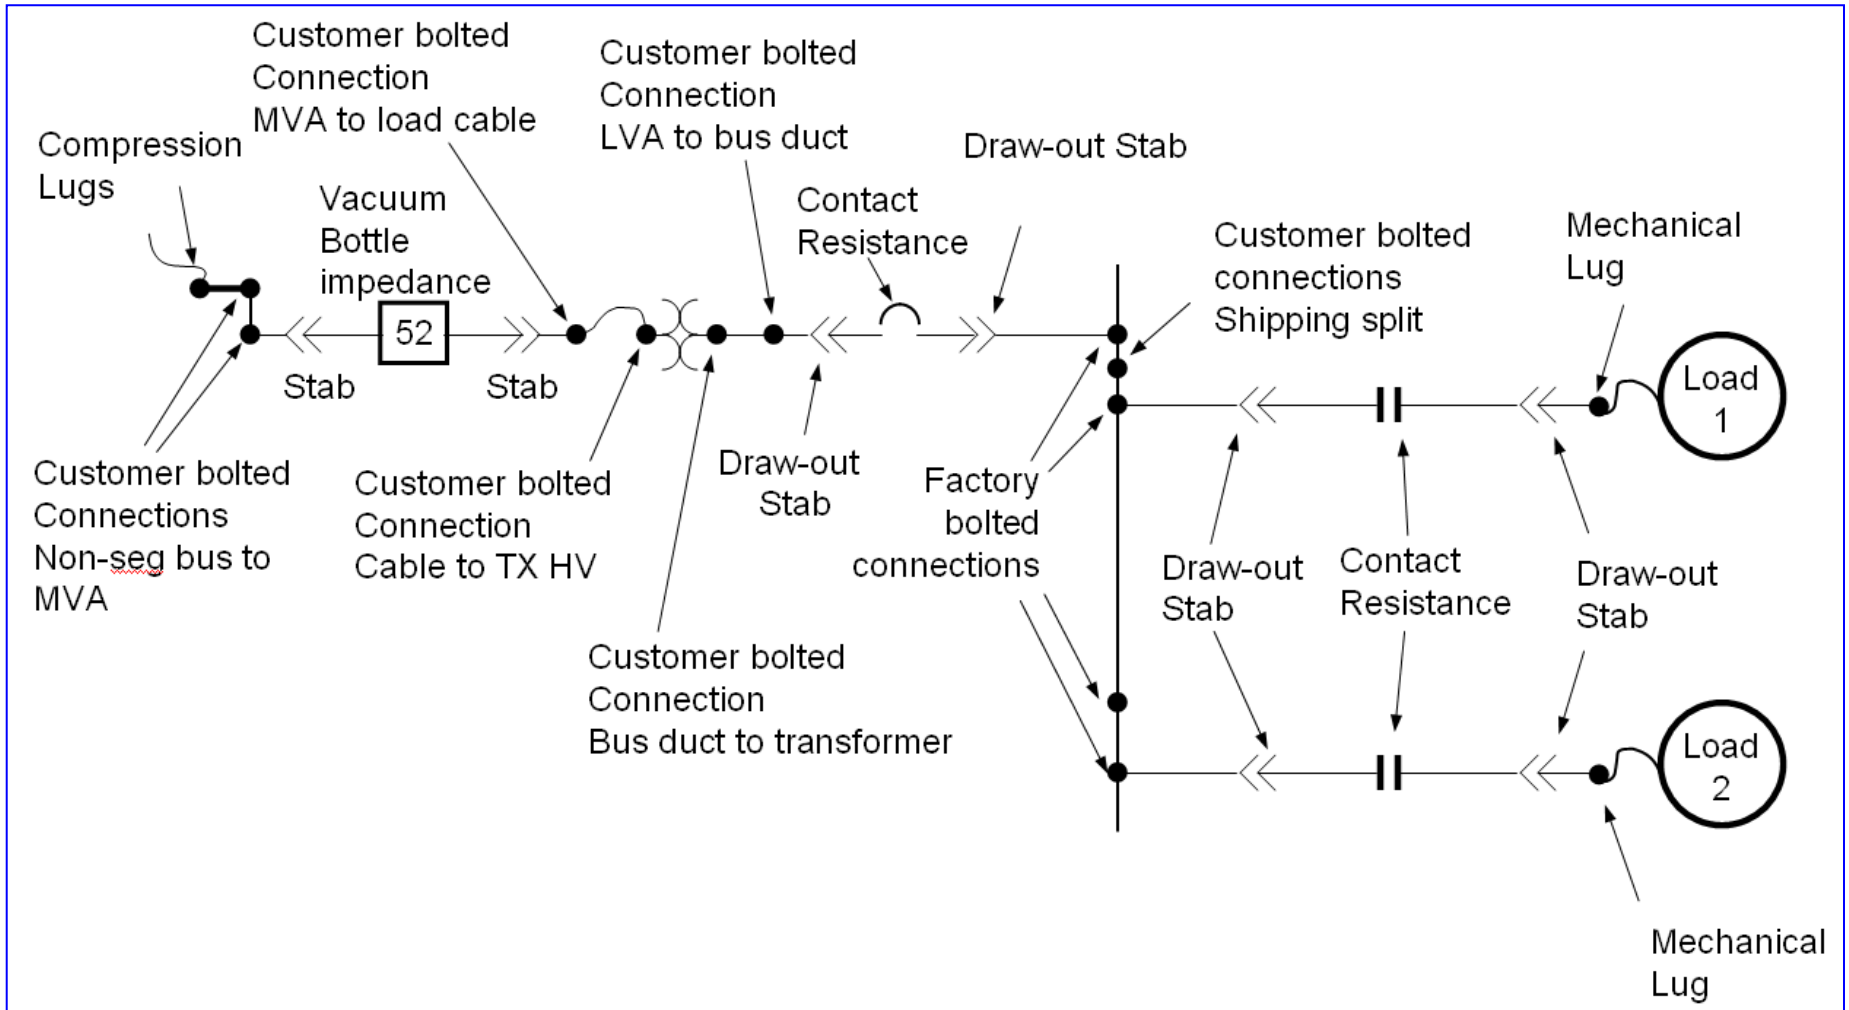 Customer bolted
Connection
MVA to load cable
Customer bolted
Connection
LVA to bus duct
Draw-out Stab
Compression
Lugs
Vacuum
Bottle
impedance
Contact
Resistance
Customer bolted
connections
Shipping split
Mechanical
Lug
52
Stab
Stab
Load
1
Customer bolted
Connections
Non-seg bus to
MVA
Customer bolted
Connection
Cable to TX HV
Draw-out
Stab
Factory
bolted
connections
Draw-out
Stab
Contact
Resistance
Draw-out
Stab
Customer bolted
Connection
Bus duct to transformer
Load
2
Mechanical
Lug